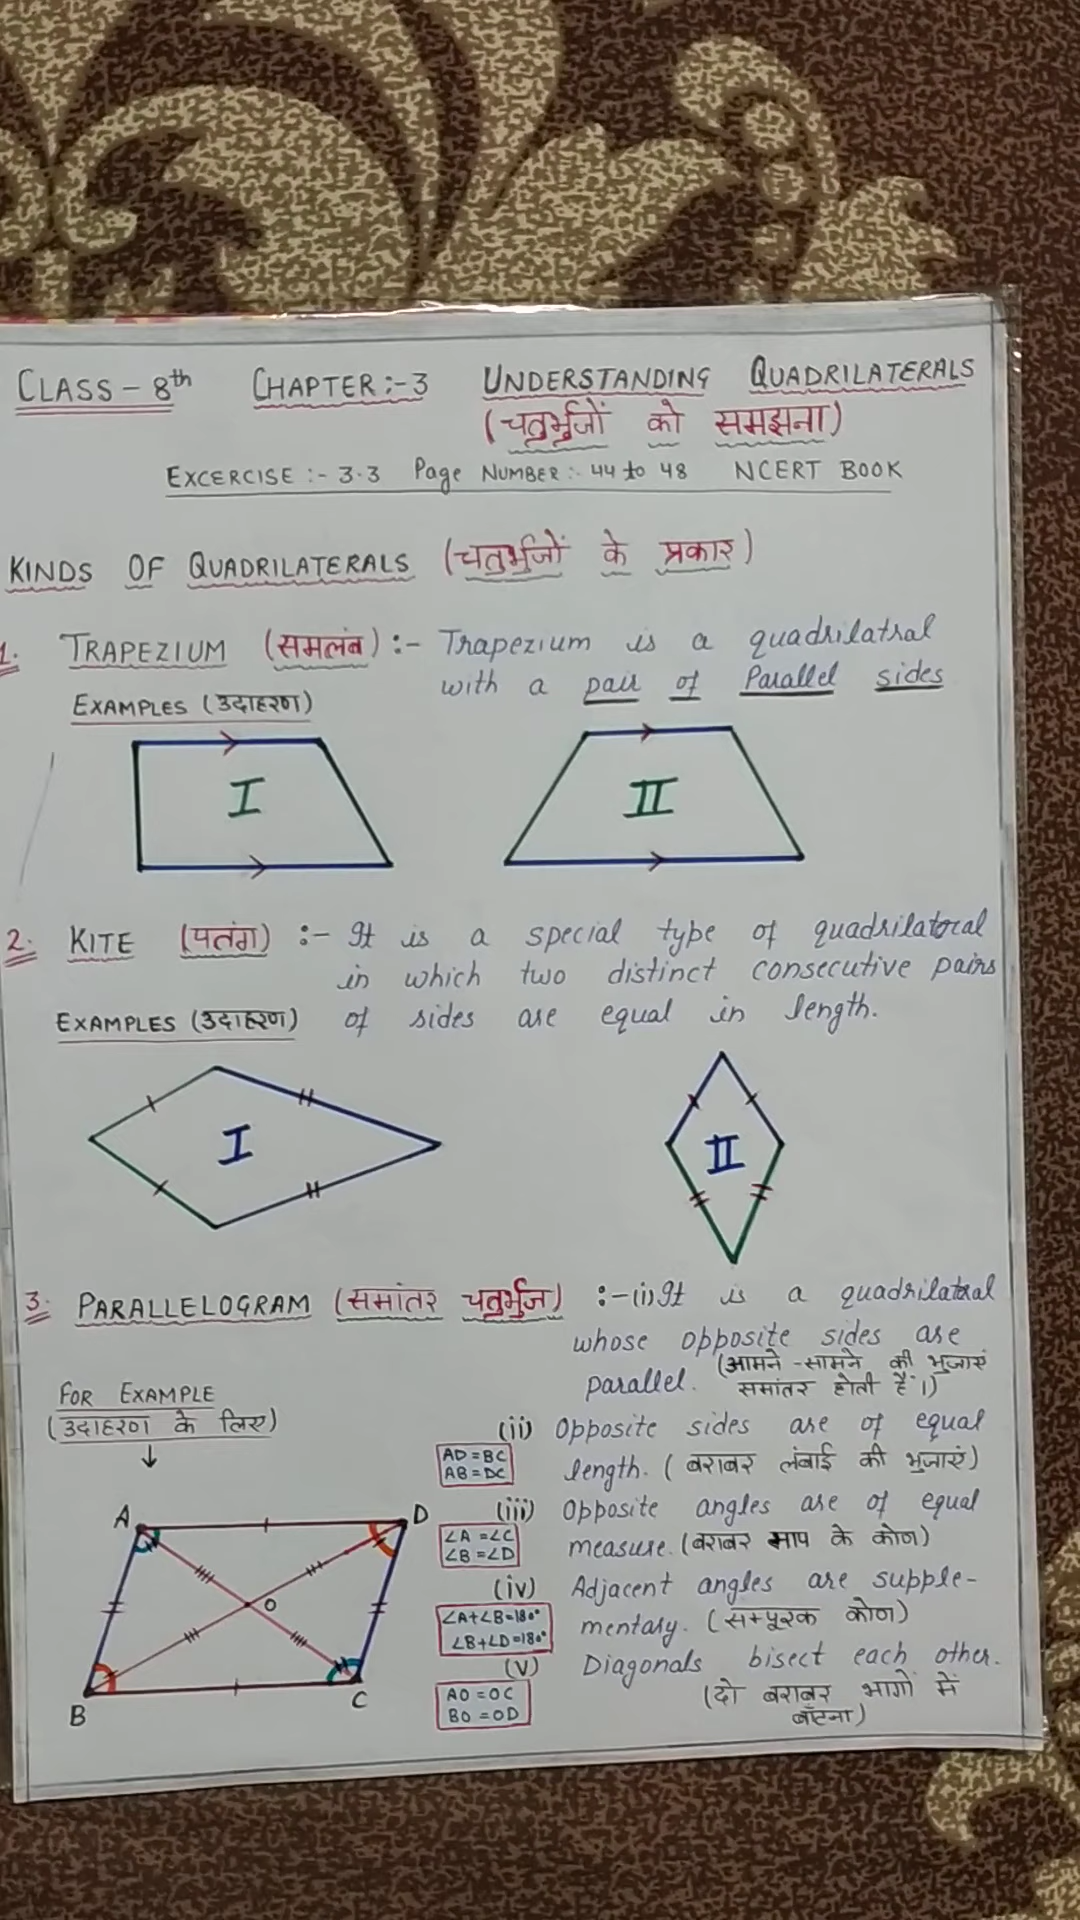 CLASS - 8th CHAPTER :- 3 UNDERSTANDING QUADRILATERALS
(चतुर्भुजों को समझना)
EXCERCISE :- 3.3 Page NUMBER :- 44 to 48 NCERT BOOK
KINDS OF QUADRILATERALS (चतुर्भुजों के प्रकार)
1. TRAPEZIUM (समलंब) :- Trapezium is a quadrilatral
with a pair of Parallel sides
EXAMPLES (उदाहरण)
I
II
2. KITE (पतंग) :- It is a special type of quadrilatoral
in which two distinct consecutive pairs
EXAMPLES (उदाहरण) of sides are equal in length.
I
II
3. PARALLELOGRAM (समांतर चतुर्भुज) :- (i) It is a quadrilatral
whose opposite sides are
parallel. (आमने-सामने की भुजाएं
समांतर होती हैं।)
FOR EXAMPLE
(उदाहरण के लिए)
(ii) Opposite sides are of equal
length. (बराबर लंबाई की भुजाएं)
AD = BC
AB = DC
(iii) Opposite angles are of equal
measure. (बराबर माप के कोण)
∠A = ∠C
∠B = ∠D
(iv) Adjacent angles are supple-
mentary. (सम्पूरक कोण)
∠A+∠B=180°
∠B+∠D=180°
(v) Diagonals bisect each other.
(दो बराबर भागों में
बाँटना)
AO = OC
BO = OD
A
D
O
B
C